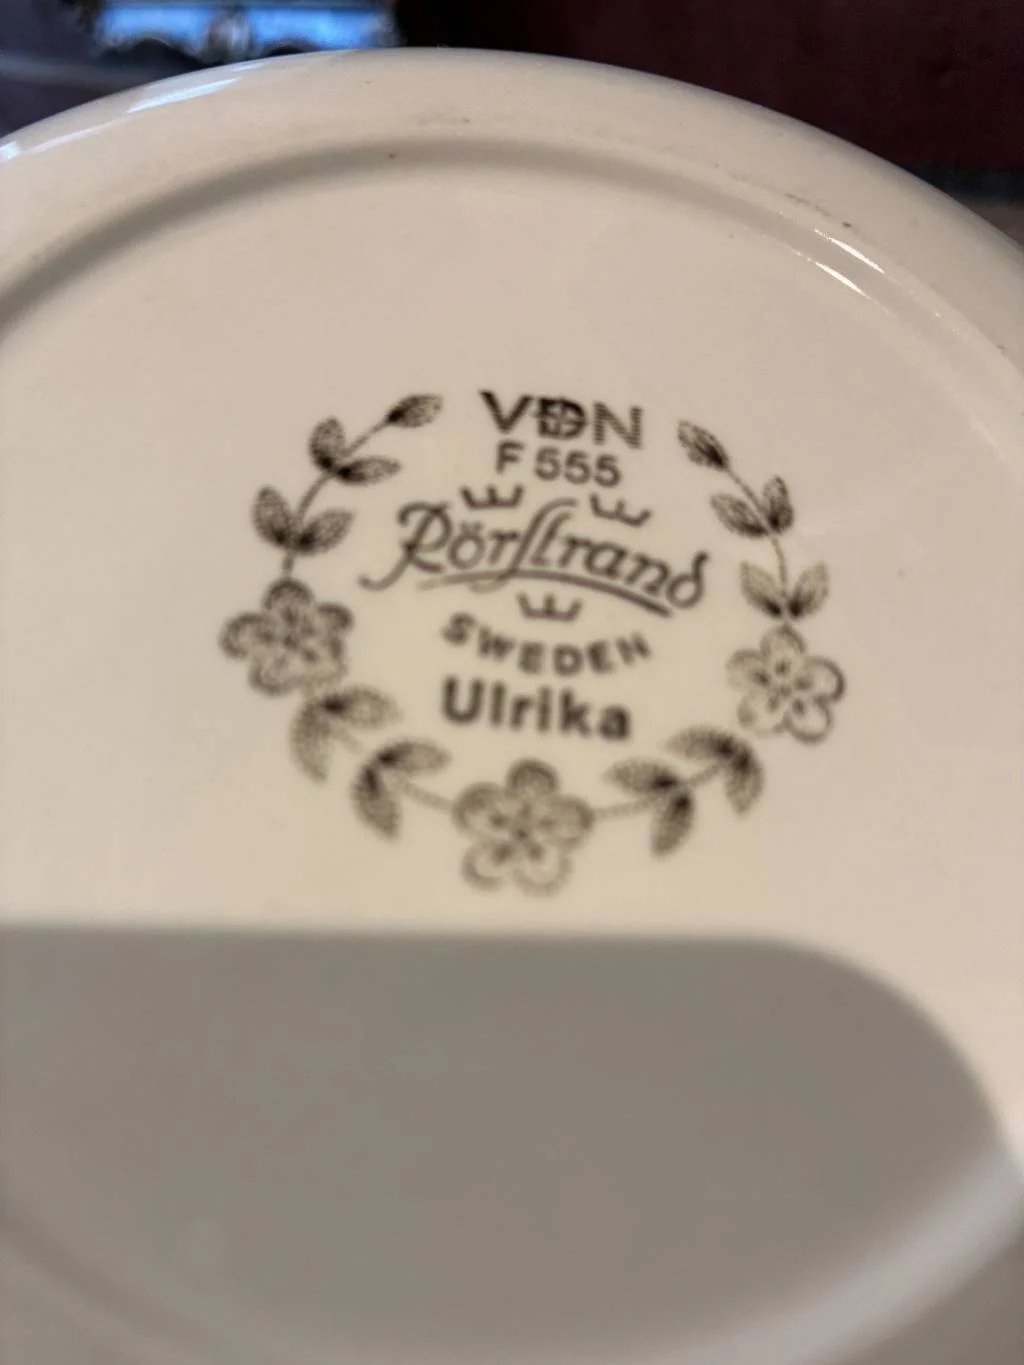 VDN
F 555
Rörstrand
SWEDEN
Ulrika